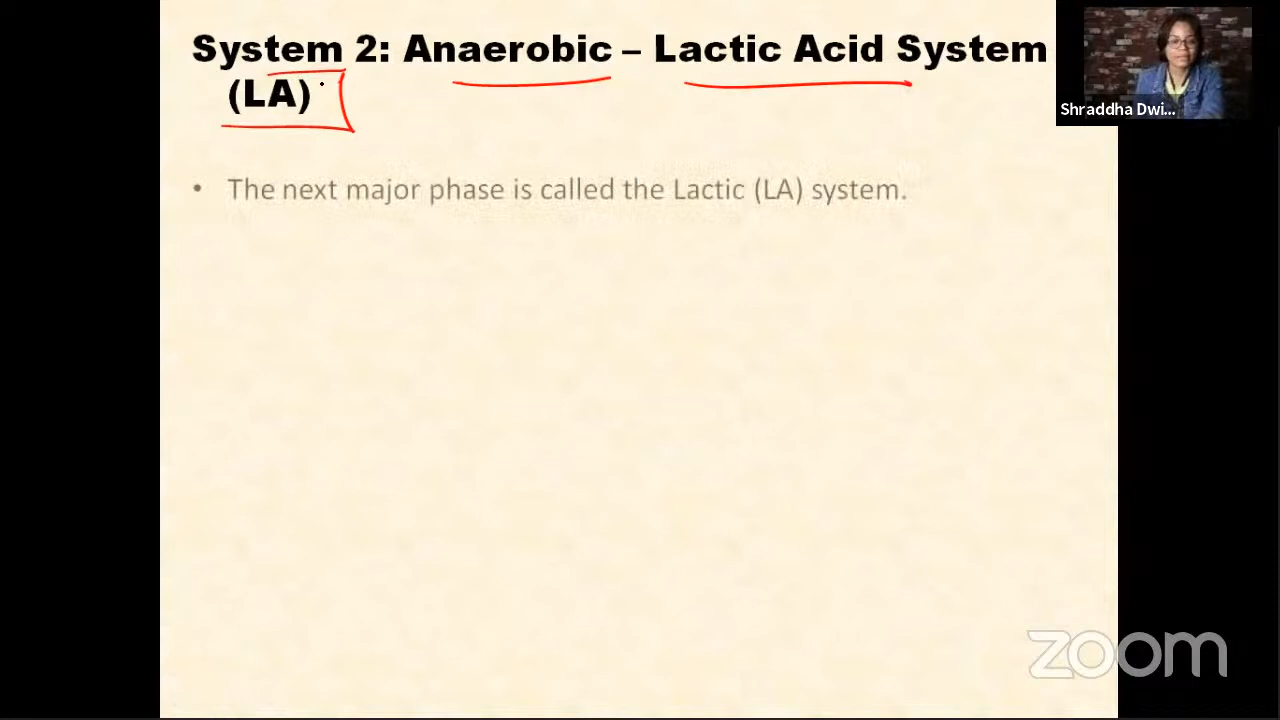 System 2: Anaerobic – Lactic Acid System
(LA)
Shraddha Dwi...
• The next major phase is called the Lactic (LA) system.
zoom